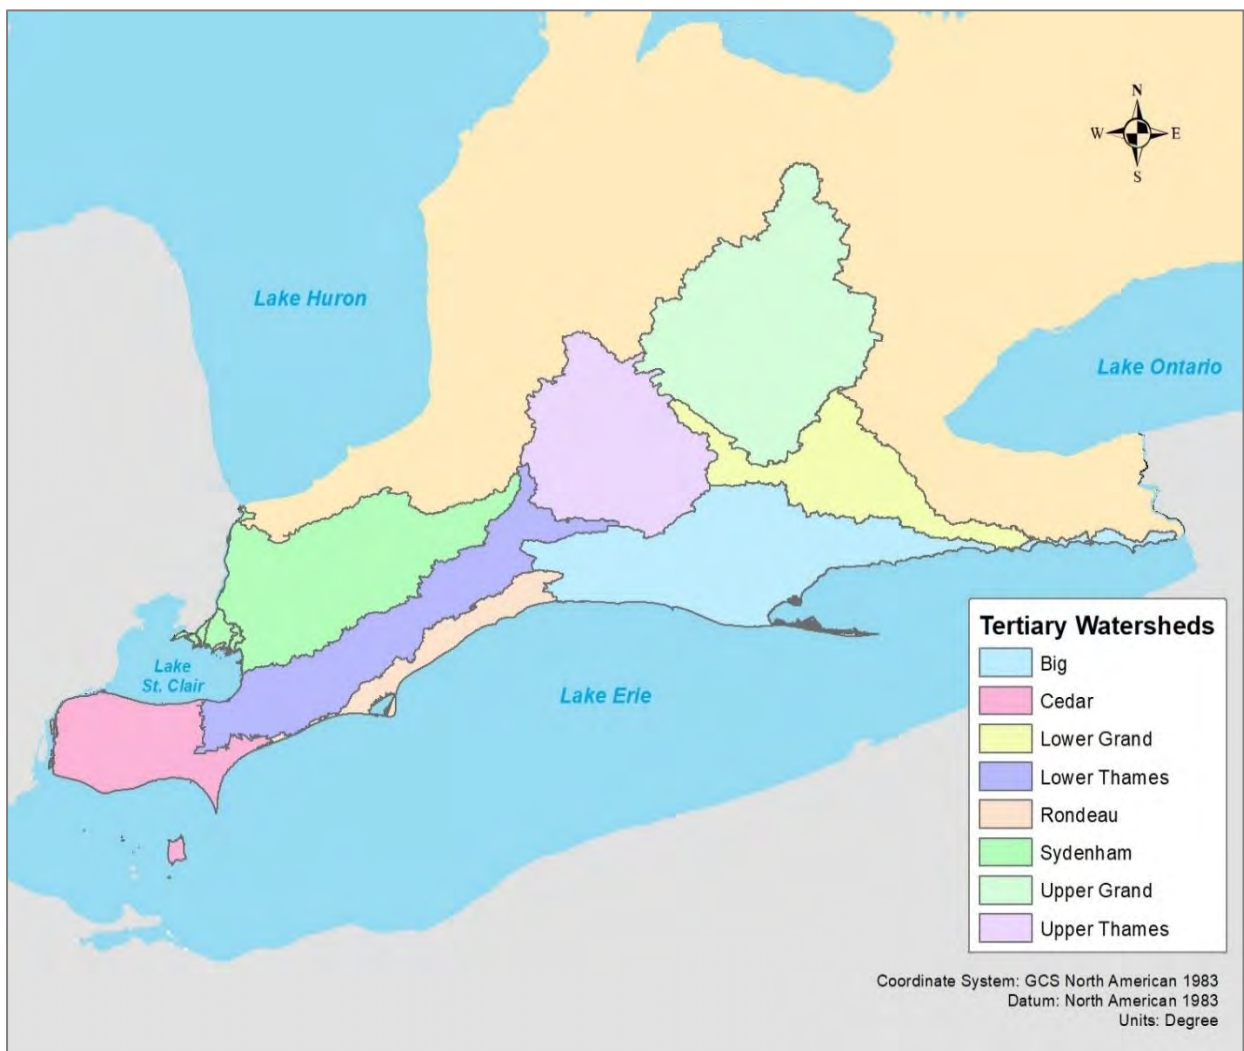 N
W E
S
Lake Huron
Lake Ontario
Lake
St. Clair
Lake Erie
Tertiary Watersheds
Big
Cedar
Lower Grand
Lower Thames
Rondeau
Sydenham
Upper Grand
Upper Thames
Coordinate System: GCS North American 1983
Datum: North American 1983
Units: Degree